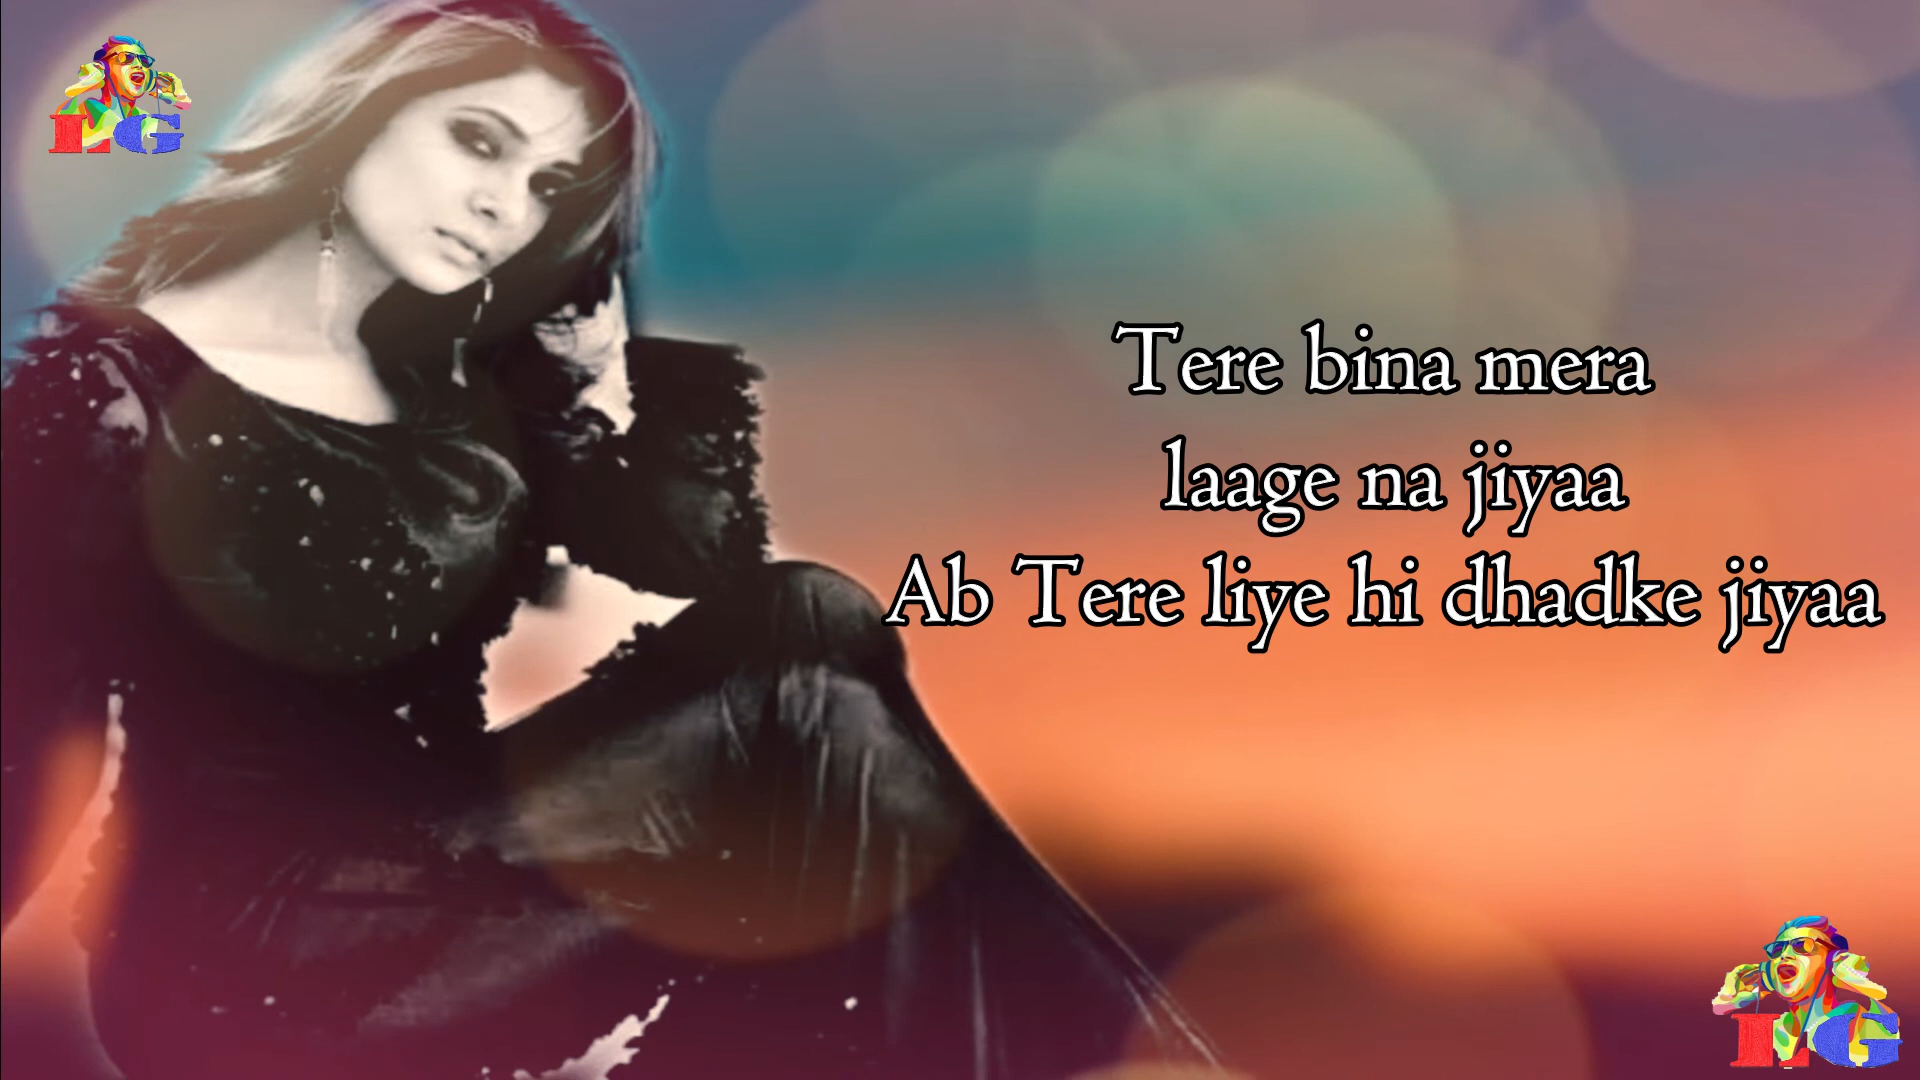 LG
Tere bina mera
laage na jiyaa
Ab Tere liye hi dhadke jiyaa
LG